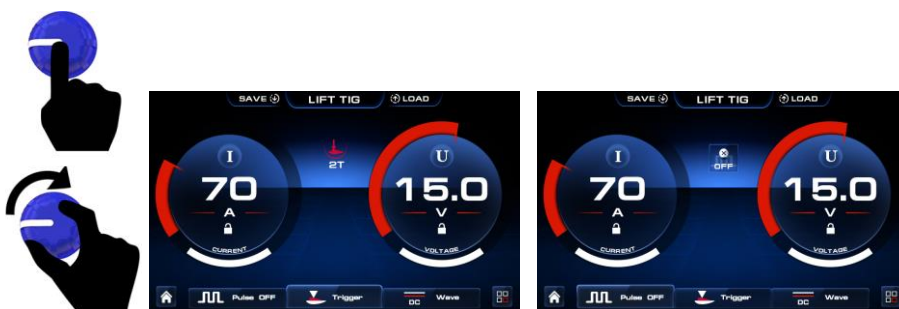 SAVE LIFT TIG LOAD
I
70
A
CURRENT
2T
U
15.0
V
VOLTAGE
Pulse OFF Trigger DC Wave
SAVE LIFT TIG LOAD
I
70
A
CURRENT
OFF
U
15.0
V
VOLTAGE
Pulse OFF Trigger DC Wave